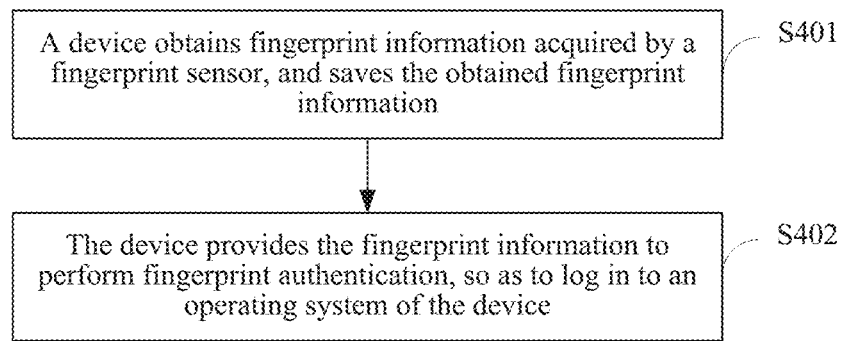 A device obtains fingerprint information acquired by a
fingerprint sensor, and saves the obtained fingerprint
information
S401
The device provides the fingerprint information to
perform fingerprint authentication, so as to log in to an
operating system of the device
S402